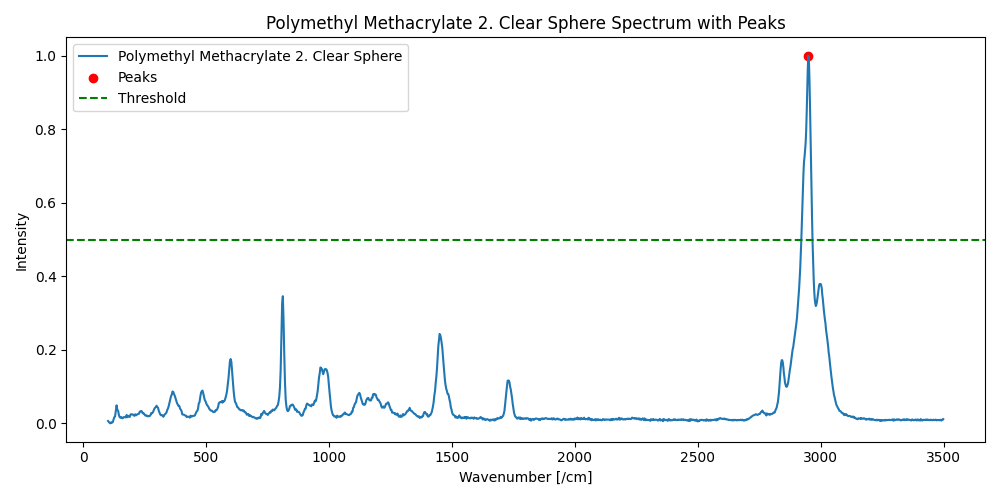 Polymethyl Methacrylate 2. Clear Sphere Spectrum with Peaks
Polymethyl Methacrylate 2. Clear Sphere
Peaks
Threshold
1.0
0.8
0.6
0.4
0.2
0.0
Intensity
0 500 1000 1500 2000 2500 3000 3500
Wavenumber [/cm]